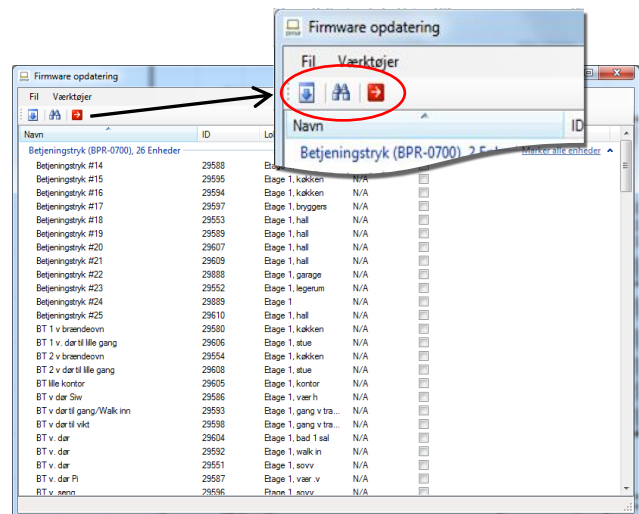 Firmware opdatering
Fil Værktøjer
Navn ID
Betjeningstryk (BPR-0700), 2
Marker alle enheder
Firmware opdatering
Fil Værktøjer
Navn ID
Betjeningstryk (BPR-0700), 26 Enheder
Betjeningstryk #14 29588
Betjeningstryk #15 29595 Etage 1, køkken N/A
Betjeningstryk #16 29594 Etage 1, køkken N/A
Betjeningstryk #17 29597 Etage 1, bryggers N/A
Betjeningstryk #18 29553 Etage 1, hall N/A
Betjeningstryk #19 29589 Etage 1, hall N/A
Betjeningstryk #20 29607 Etage 1, hall N/A
Betjeningstryk #21 29609 Etage 1, hall N/A
Betjeningstryk #22 29888 Etage 1, garage N/A
Betjeningstryk #23 29552 Etage 1, legerum N/A
Betjeningstryk #24 29889 Etage 1 N/A
Betjeningstryk #25 29610 Etage 1, hall N/A
BT 1 v brændeovn 29580 Etage 1, køkken N/A
BT 1 v. dør til lille gang 29606 Etage 1, stue N/A
BT 2 v brændeovn 29554 Etage 1, køkken N/A
BT 2 v dør til lille gang 29608 Etage 1, stue N/A
BT lille kontor 29605 Etage 1, kontor N/A
BT v dør Siw 29586 Etage 1, vær h N/A
BT v dør til gang/Walk inn 29593 Etage 1, gang v tra... N/A
BT v dør til vikt 29598 Etage 1, gang v tra... N/A
BT v. dør 29604 Etage 1, bad 1 sal N/A
BT v. dør 29592 Etage 1, walk in N/A
BT v. dør 29551 Etage 1, sovv N/A
BT v. dør Pi 29587 Etage 1, vær .v N/A
BT v. seng 29596 Etage 1, sovv N/A